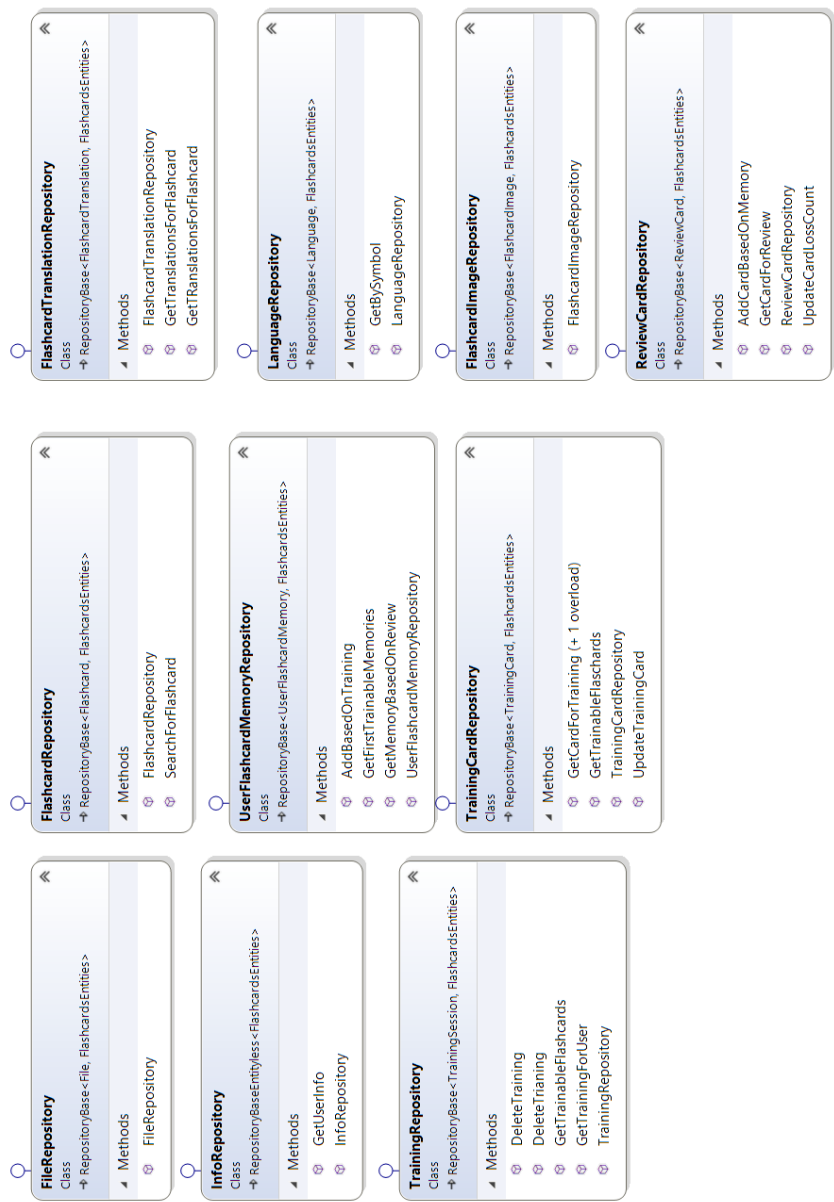 FileRepository
Class
RepositoryBase<File, FlashcardsEntities>
Methods
FileRepository
InfoRepository
Class
RepositoryBaseEntityless<FlashcardsEntities>
Methods
GetUserInfo
InfoRepository
TrainingRepository
Class
RepositoryBase<TrainingSession, FlashcardsEntities>
Methods
DeleteTraining
DeleteTrianing
GetTrainableFlashcards
GetTrainingForUser
TrainingRepository
FlashcardRepository
Class
RepositoryBase<Flashcard, FlashcardsEntities>
Methods
FlashcardRepository
SearchForFlashcard
UserFlashcardMemoryRepository
Class
RepositoryBase<UserFlashcardMemory, FlashcardsEntities>
Methods
AddBasedOnTraining
GetFirstTrainableMemories
GetMemoryBasedOnReview
UserFlashcardMemoryRepository
TrainingCardRepository
Class
RepositoryBase<TrainingCard, FlashcardsEntities>
Methods
GetCardForTraining (+ 1 overload)
GetTrainableFlaschards
TrainingCardRepository
UpdateTrainingCard
FlashcardTranslationRepository
Class
RepositoryBase<FlashcardTranslation, FlashcardsEntities>
Methods
FlashcardTranslationRepository
GetTranslationsForFlashcard
GetTRanslationsForFlashcard
LanguageRepository
Class
RepositoryBase<Language, FlashcardsEntities>
Methods
GetBySymbol
LanguageRepository
FlashcardImageRepository
Class
RepositoryBase<FlashcardImage, FlashcardsEntities>
Methods
FlashcardImageRepository
ReviewCardRepository
Class
RepositoryBase<ReviewCard, FlashcardsEntities>
Methods
AddCardBasedOnMemory
GetCardForReview
ReviewCardRepository
UpdateCardLossCount